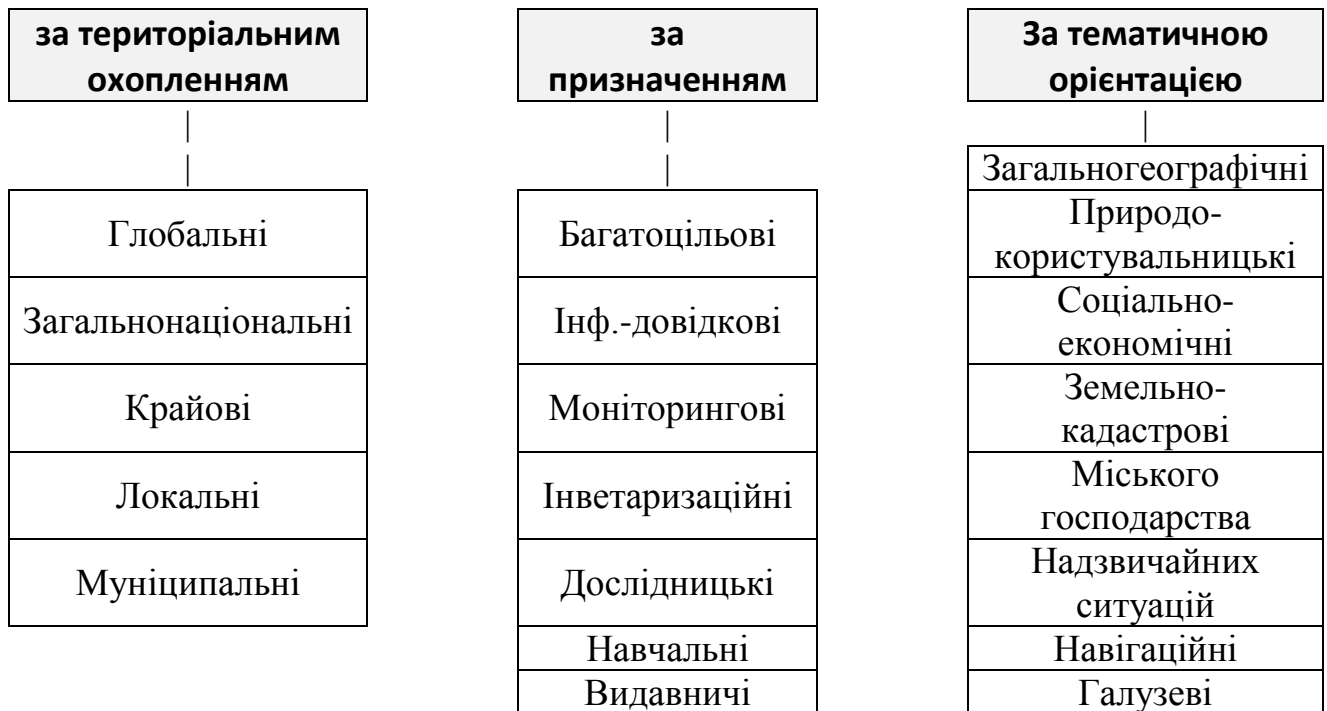 за територіальним
охопленням
Глобальні
Загальнонаціональні
Крайові
Локальні
Муніципальні
за
призначенням
Багатоцільові
Інф.-довідкові
Моніторингові
Інветаризаційні
Дослідницькі
Навчальні
Видавничі
За тематичною
орієнтацією
Загальногеографічні
Природо-
користувальницькі
Соціально-
економічні
Земельно-
кадастрові
Міського
господарства
Надзвичайних
ситуацій
Навігаційні
Галузеві